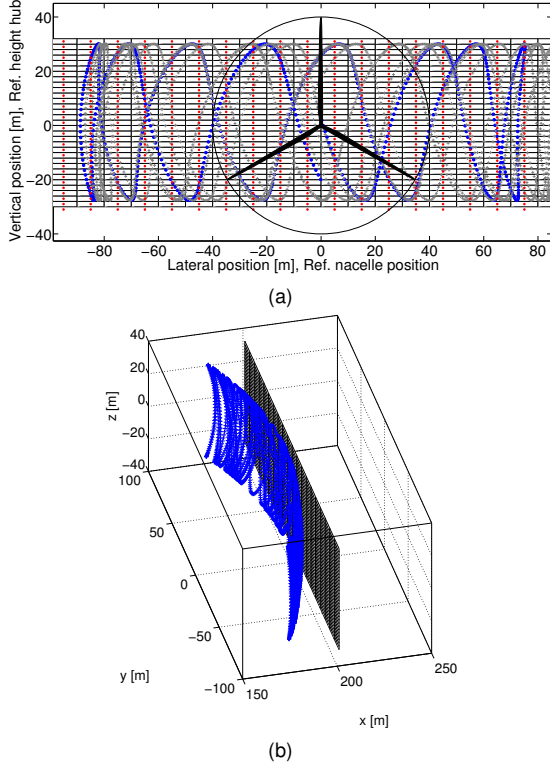 Vertical position [m], Ref. height hub
40
20
0
−20
−40
−80 −60 −40 −20 0 20 40 60 80
Lateral position [m], Ref. nacelle position
(a)
40
20
0
−20
−40
z [m]
100
50
0
−50
−100
y [m]
150
200
250
x [m]
(b)